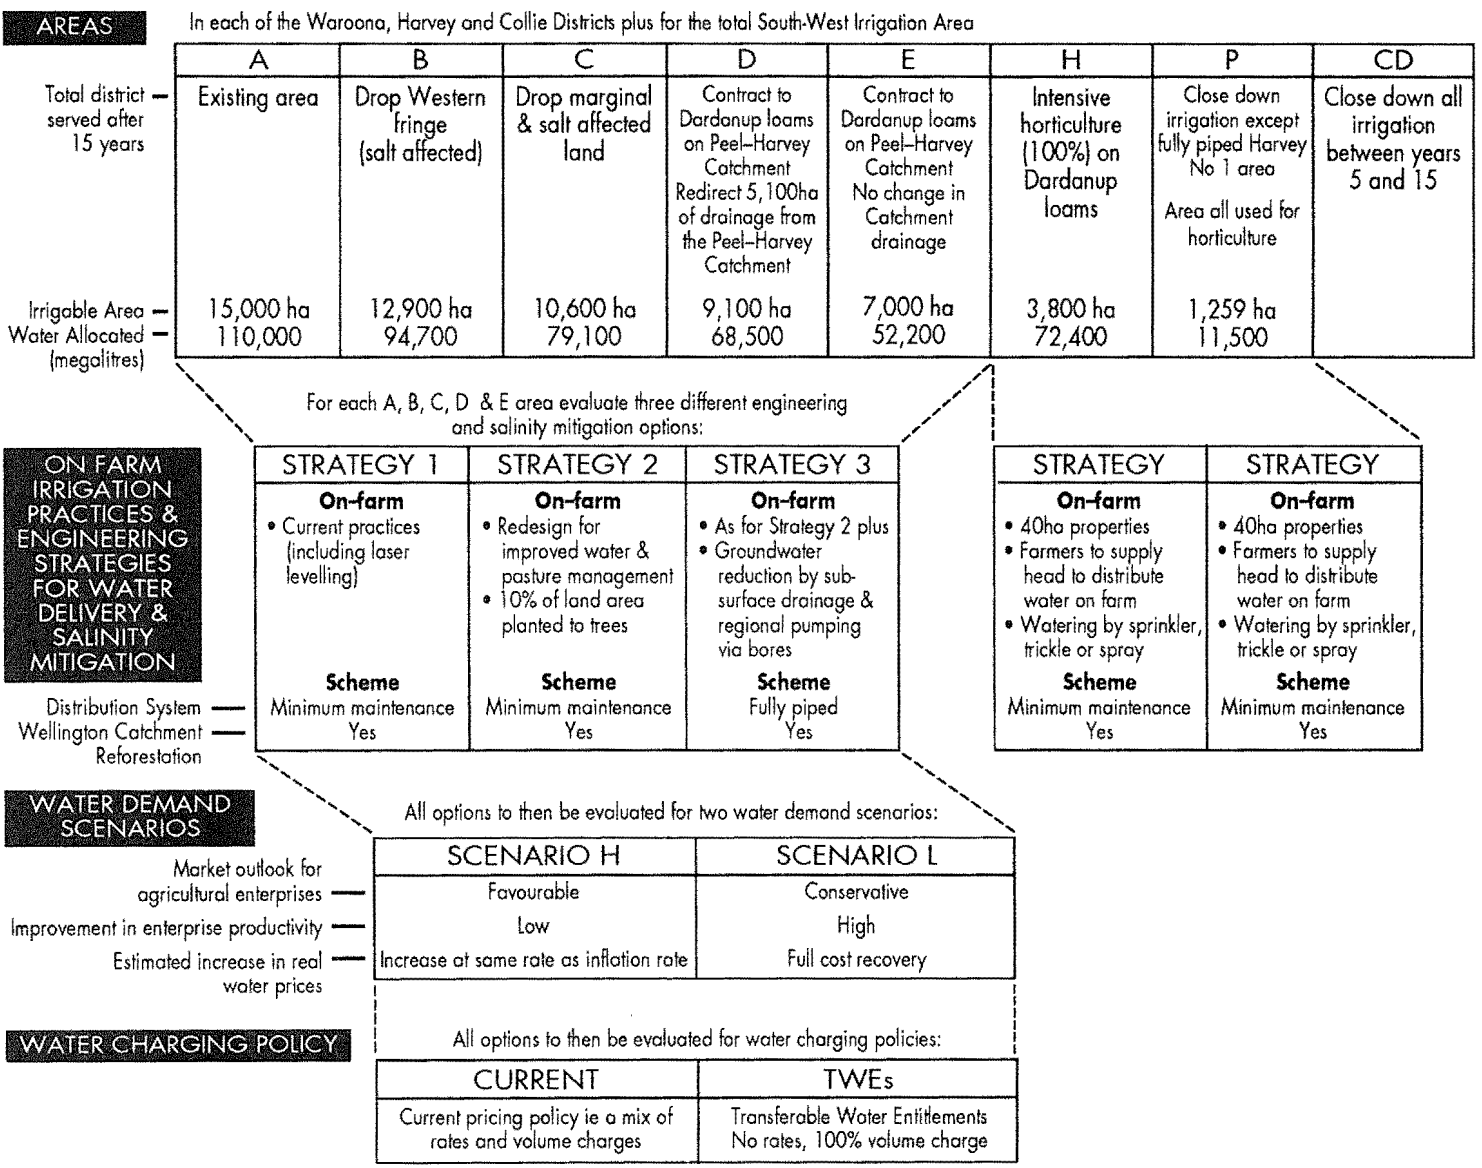 AREAS
In each of the Waroona, Harvey and Collie Districts plus for the total South-West Irrigation Area
A
B
C
D
E
H
P
CD
Total district
served after
15 years
Existing area
Drop Western
fringe
(salt affected)
Drop marginal
& salt affected
land
Contract to
Dardanup loams
on Peel–Harvey
Catchment
Redirect 5,100ha
of drainage from
the Peel–Harvey
Catchment
Contract to
Dardanup loams
on Peel–Harvey
Catchment
No change in
Catchment
drainage
Intensive
horticulture
(100%) on
Dardanup
loams
Close down
irrigation except
fully piped Harvey
No 1 area
Area all used for
horticulture
Close down all
irrigation
between years
5 and 15
Irrigable Area
15,000 ha
12,900 ha
10,600 ha
9,100 ha
7,000 ha
3,800 ha
1,259 ha
Water Allocated
(megalitres)
110,000
94,700
79,100
68,500
52,200
72,400
11,500
For each A, B, C, D & E area evaluate three different engineering
and salinity mitigation options:
ON FARM
IRRIGATION
PRACTICES &
ENGINEERING
STRATEGIES
FOR WATER
DELIVERY &
SALINITY
MITIGATION
STRATEGY 1
On–farm
• Current practices
(including laser
levelling)
Scheme
Minimum maintenance
Yes
STRATEGY 2
On–farm
• Redesign for
improved water &
pasture management
• 10% of land area
planted to trees
Scheme
Minimum maintenance
Yes
STRATEGY 3
On–farm
• As for Strategy 2 plus
• Groundwater
reduction by sub-
surface drainage &
regional pumping
via bores
Scheme
Fully piped
Yes
STRATEGY
On–farm
• 40ha properties
• Farmers to supply
head to distribute
water on farm
• Watering by sprinkler,
trickle or spray
Scheme
Minimum maintenance
Yes
STRATEGY
On–farm
• 40ha properties
• Farmers to supply
head to distribute
water on farm
• Watering by sprinkler,
trickle or spray
Scheme
Minimum maintenance
Yes
Distribution System
Wellington Catchment
Reforestation
WATER DEMAND
SCENARIOS
All options to then be evaluated for two water demand scenarios:
SCENARIO H
SCENARIO L
Market outlook for
agricultural enterprises
Favourable
Conservative
Improvement in enterprise productivity
Low
High
Estimated increase in real
water prices
Increase at same rate as inflation rate
Full cost recovery
WATER CHARGING POLICY
All options to then be evaluated for water charging policies:
CURRENT
TWEs
Current pricing policy ie a mix of
rates and volume charges
Transferable Water Entitlements
No rates, 100% volume charge